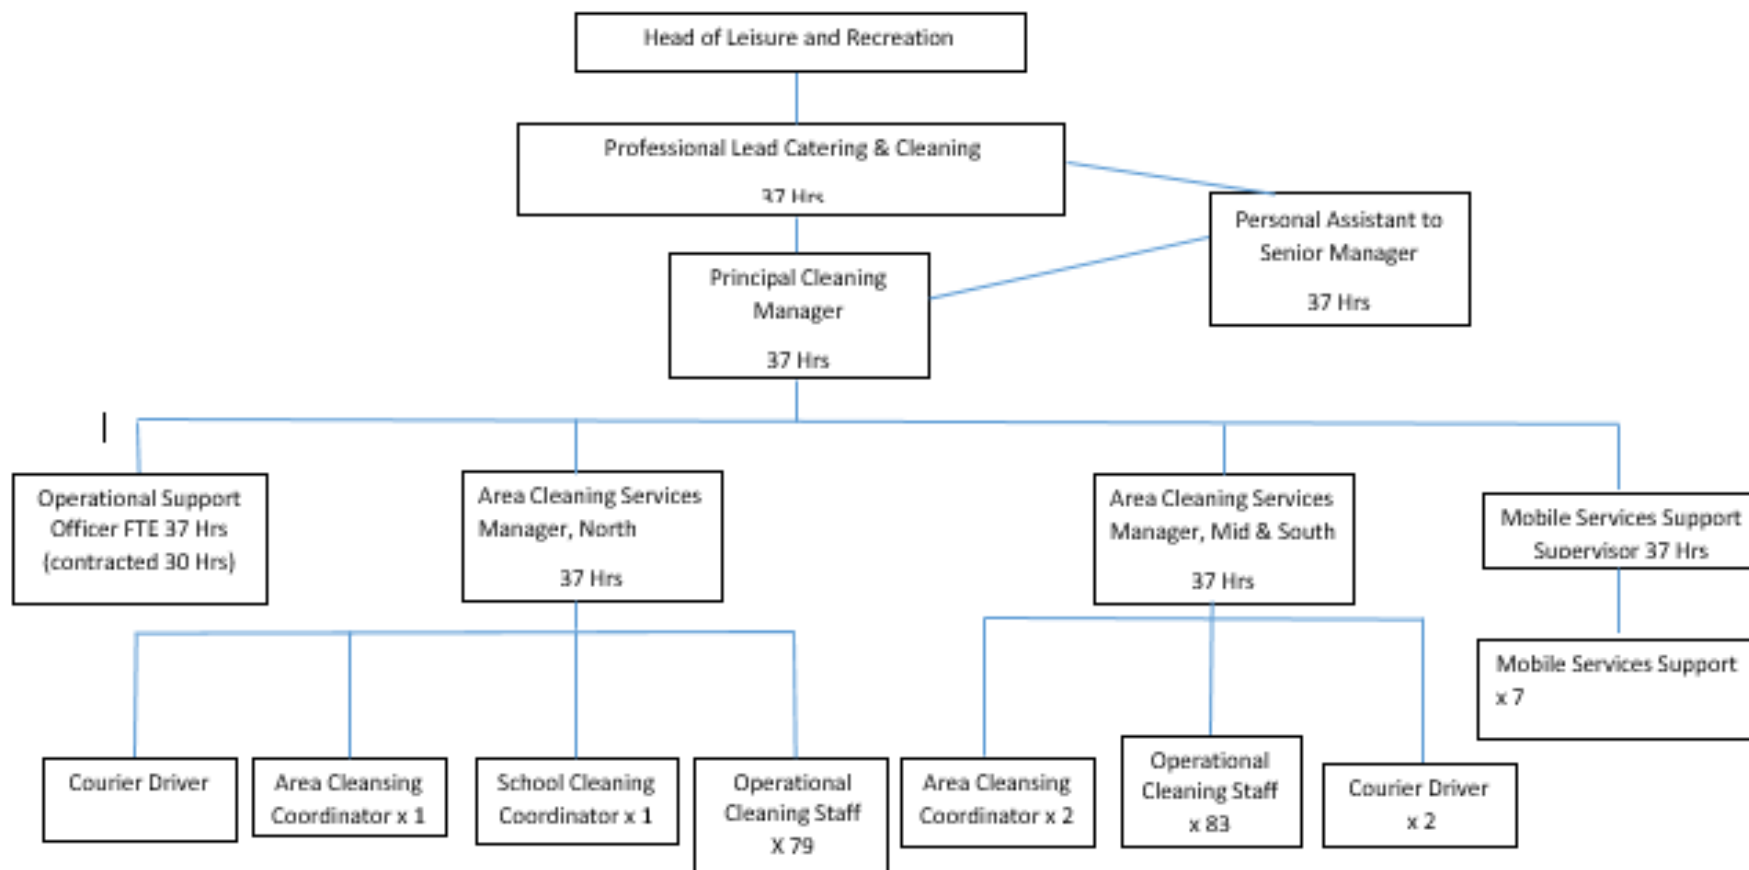 Head of Leisure and Recreation
Professional Lead Catering & Cleaning
37 Hrs
Personal Assistant to
Senior Manager
37 Hrs
Principal Cleaning
Manager
37 Hrs
Operational Support
Officer FTE 37 Hrs
(contracted 30 Hrs)
Area Cleaning Services
Manager, North
37 Hrs
Area Cleaning Services
Manager, Mid & South
37 Hrs
Mobile Services Support
Supervisor 37 Hrs
Mobile Services Support
x 7
Courier Driver
Area Cleansing
Coordinator x 1
School Cleaning
Coordinator x 1
Operational
Cleaning Staff
X 79
Area Cleansing
Coordinator x 2
Operational
Cleaning Staff
x 83
Courier Driver
x 2